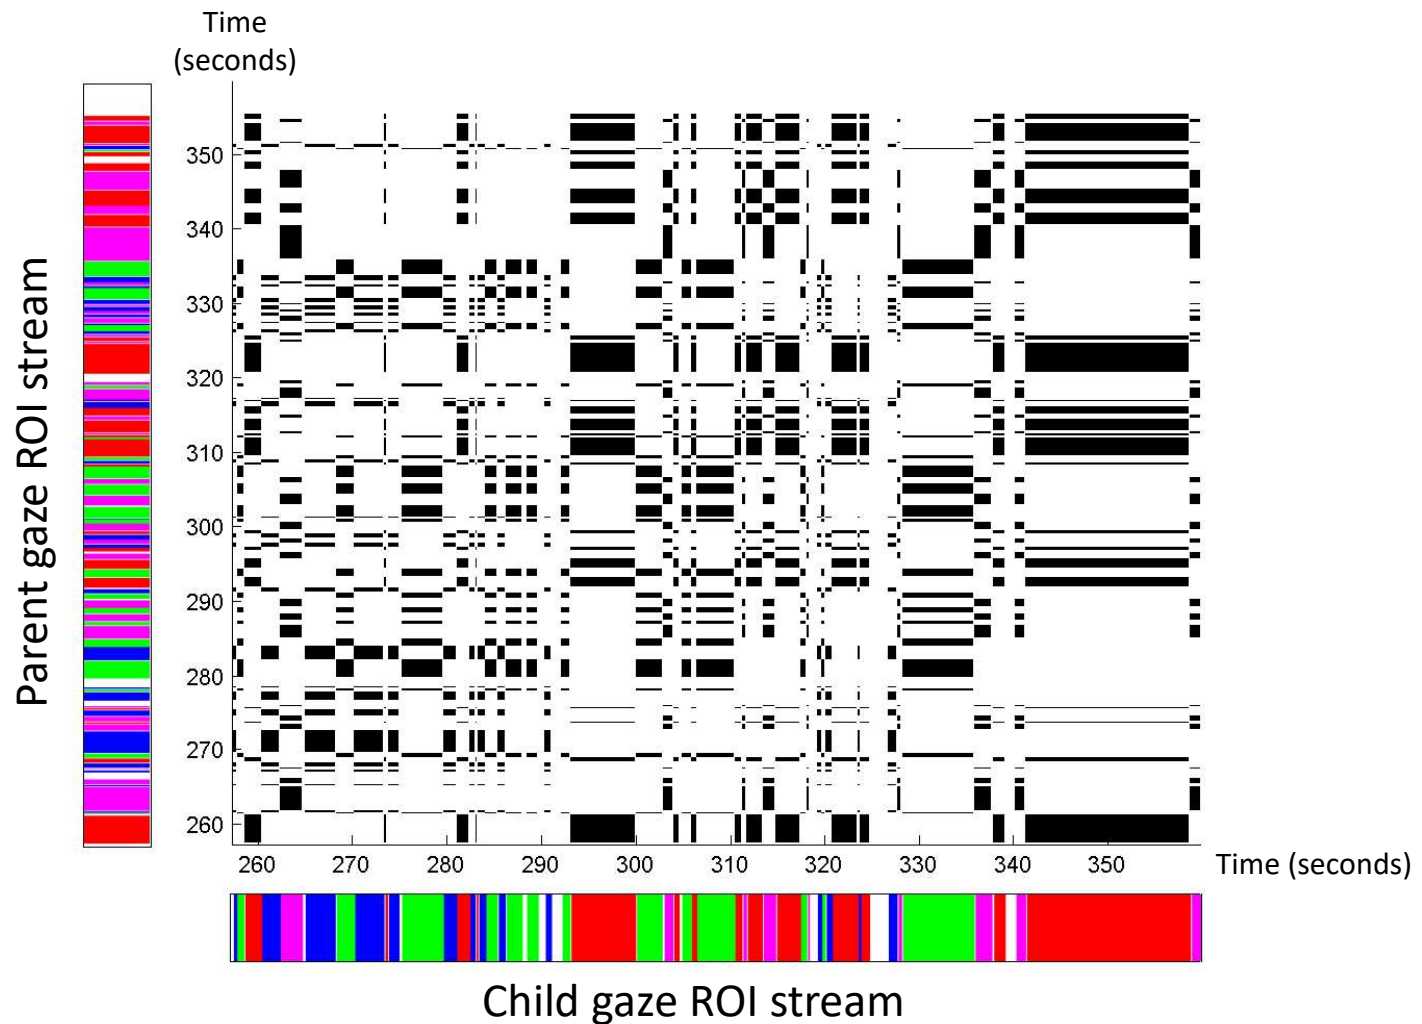 Time
(seconds)
Parent gaze ROI stream
350
340
330
320
310
300
290
280
270
260
260 270 280 290 300 310 320 330 340 350
Time (seconds)
Child gaze ROI stream